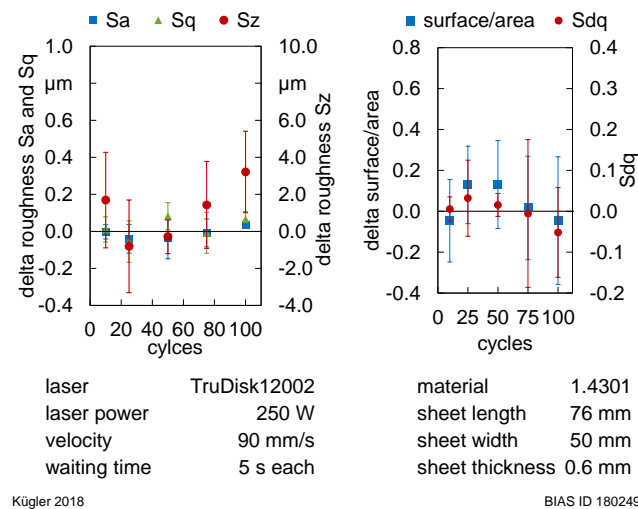 Sa Sq Sz
1.0
µm
0.6
0.4
0.2
0.0
-0.2
-0.4
delta roughness Sa and Sq
10.0
µm
6.0
4.0
2.0
0.0
-2.0
-4.0
delta roughness Sz
0 20 40 60 80 100
cylces
surface/area Sdq
0.8
0.6
0.4
0.2
0.0
-0.2
-0.4
delta surface/area
0.4
0.3
0.2
0.1
0.0
-0.1
-0.2
Sdq
0 25 50 75 100
cycles
laser TruDisk12002
laser power 250 W
velocity 90 mm/s
waiting time 5 s each
material 1.4301
sheet length 76 mm
sheet width 50 mm
sheet thickness 0.6 mm
Kügler 2018
BIAS ID 180249